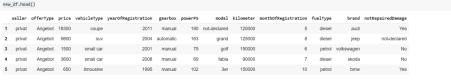 new_df.head()
seller offerType price vehicleType yearOfRegistration gearbox powerPS model kilometer monthOfRegistration fuelType brand notRepairedDamage
1 privat Angebot 18300 coupe 2011 manual 190 not-declared 125000 5 diesel audi Yes
2 privat Angebot 9800 suv 2004 automatic 163 grand 125000 8 diesel jeep not-declared
3 privat Angebot 1500 small car 2001 manual 75 golf 150000 6 petrol volkswagen No
4 privat Angebot 3600 small car 2008 manual 69 fabia 90000 7 diesel skoda No
5 privat Angebot 650 limousine 1995 manual 102 3er 150000 10 petrol bmw Yes